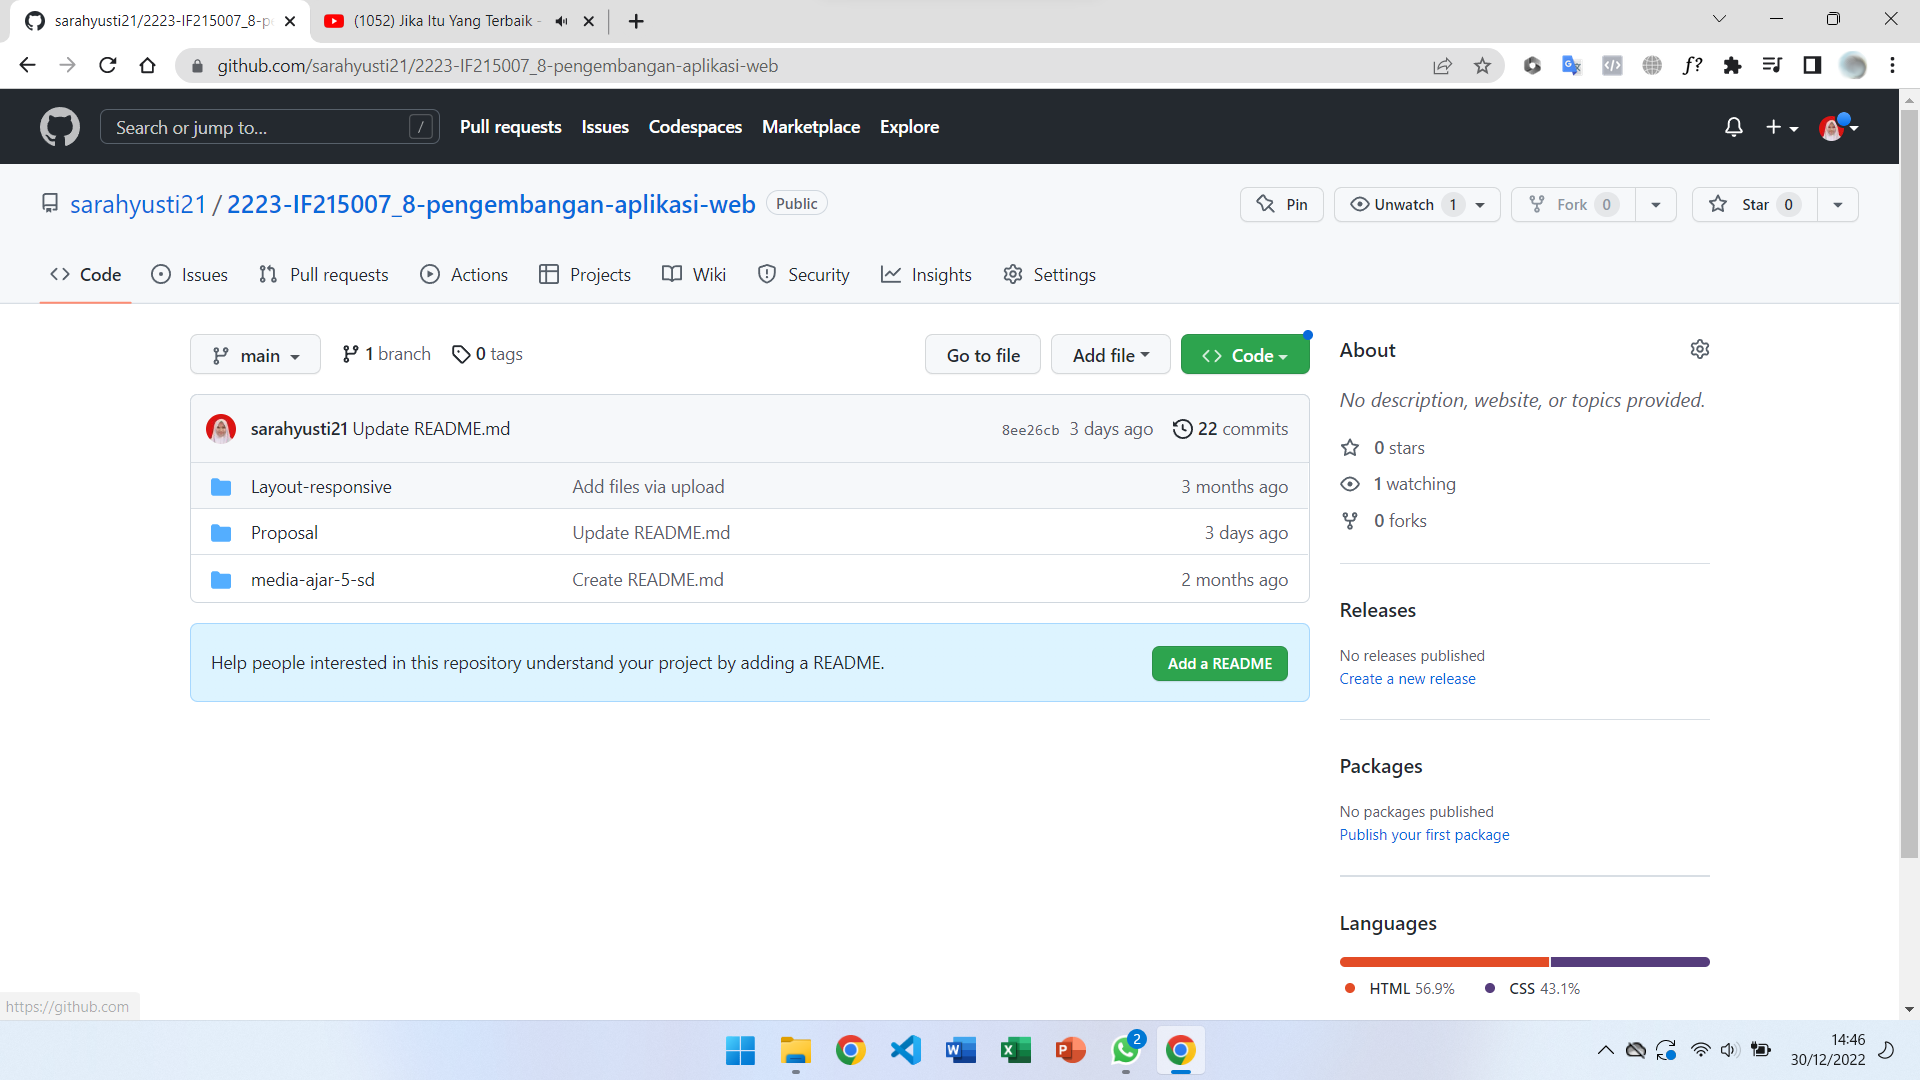 sarahyusti21/2223-IF215007_8-p
(1052) Jika Itu Yang Terbaik -
github.com/sarahyusti21/2223-IF215007_8-pengembangan-aplikasi-web
f?
Search or jump to... /
Pull requests Issues Codespaces Marketplace Explore
sarahyusti21 / 2223-IF215007_8-pengembangan-aplikasi-web Public
Pin Unwatch 1 Fork 0 Star 0
Code Issues Pull requests Actions Projects Wiki Security Insights Settings
main 1 branch 0 tags Go to file Add file Code
sarahyusti21 Update README.md 8ee26cb 3 days ago 22 commits
Layout-responsive Add files via upload 3 months ago
Proposal Update README.md 3 days ago
media-ajar-5-sd Create README.md 2 months ago
Help people interested in this repository understand your project by adding a README. Add a README
About
No description, website, or topics provided.
0 stars
1 watching
0 forks
Releases
No releases published
Create a new release
Packages
No packages published
Publish your first package
Languages
HTML 56.9% CSS 43.1%
https://github.com
2
14:46
30/12/2022